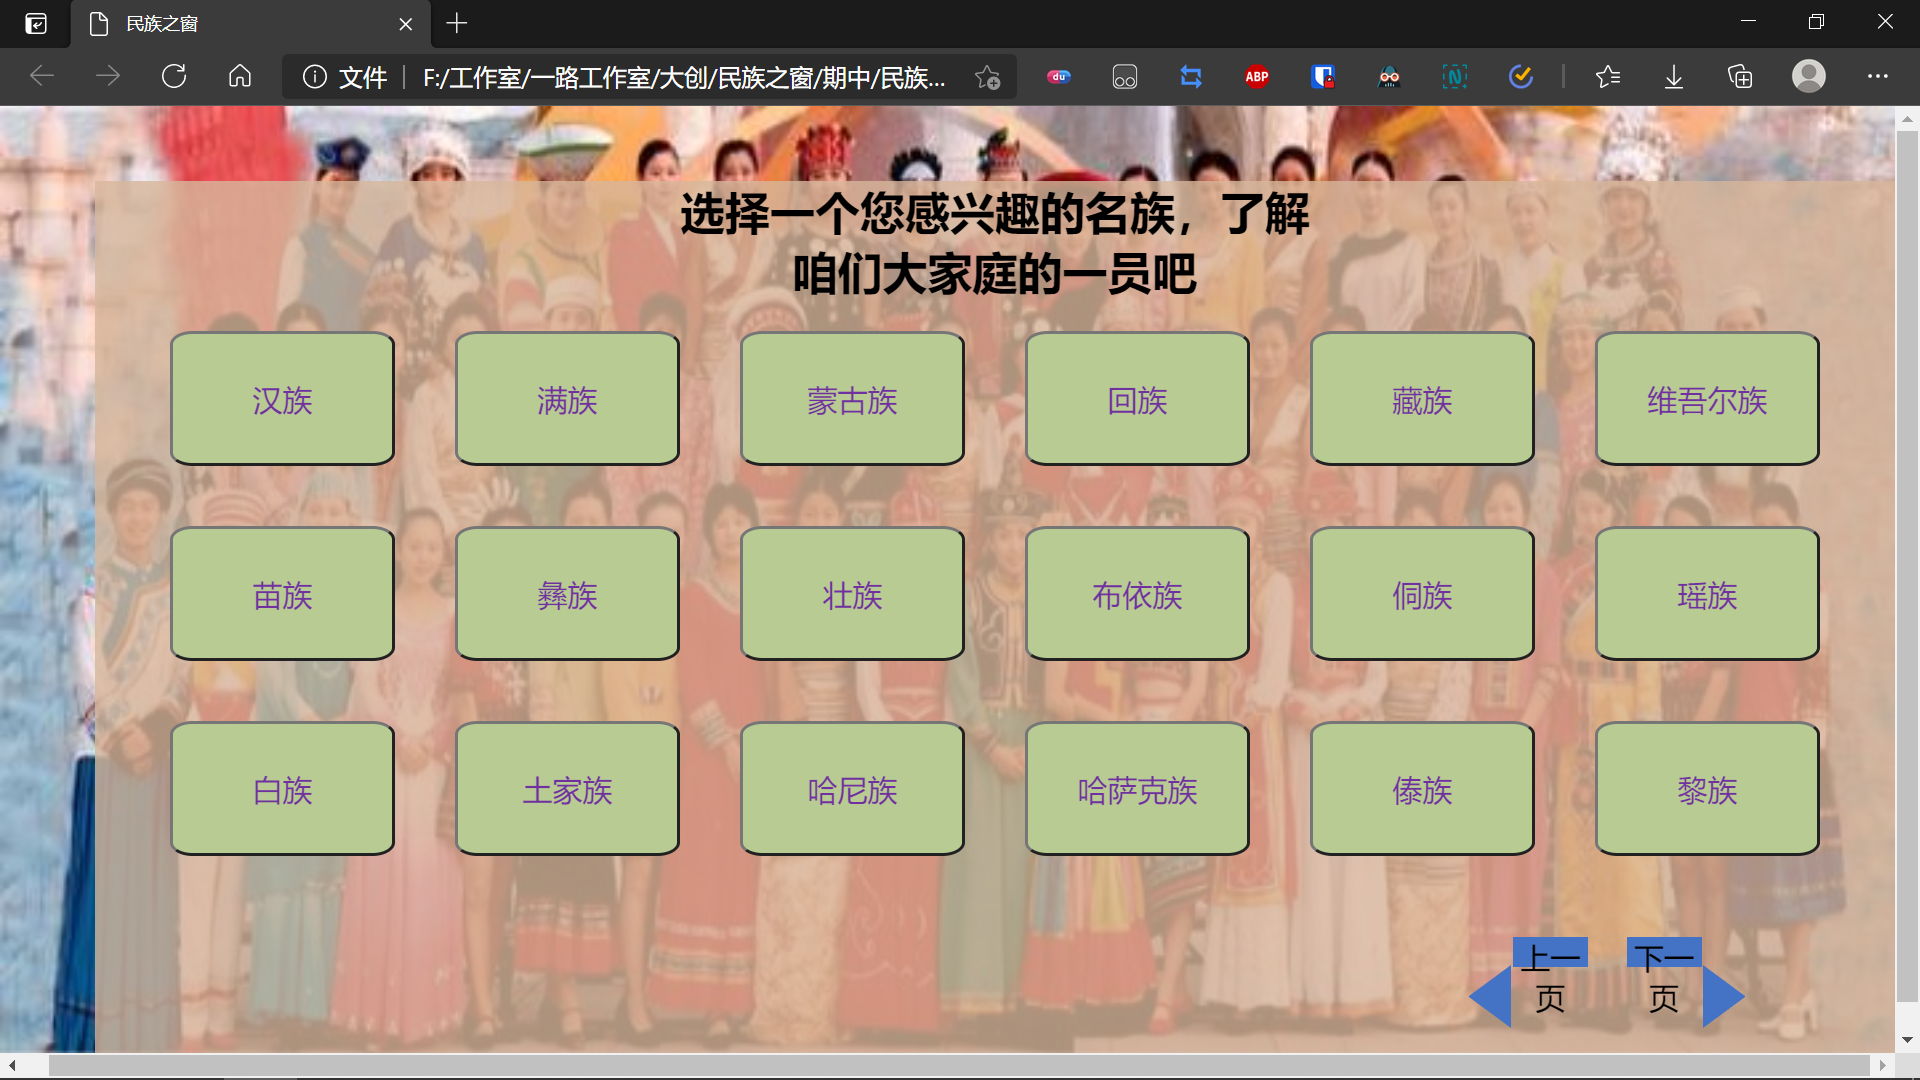 民族之窗
文件
F:/工作室/一路工作室/大创/民族之窗/期中/民族...
du
ABP
N
选择一个您感兴趣的名族，了解
咱们大家庭的一员吧
汉族
满族
蒙古族
回族
藏族
维吾尔族
苗族
彝族
壮族
布依族
侗族
瑶族
白族
土家族
哈尼族
哈萨克族
傣族
黎族
上一
页
下一
页